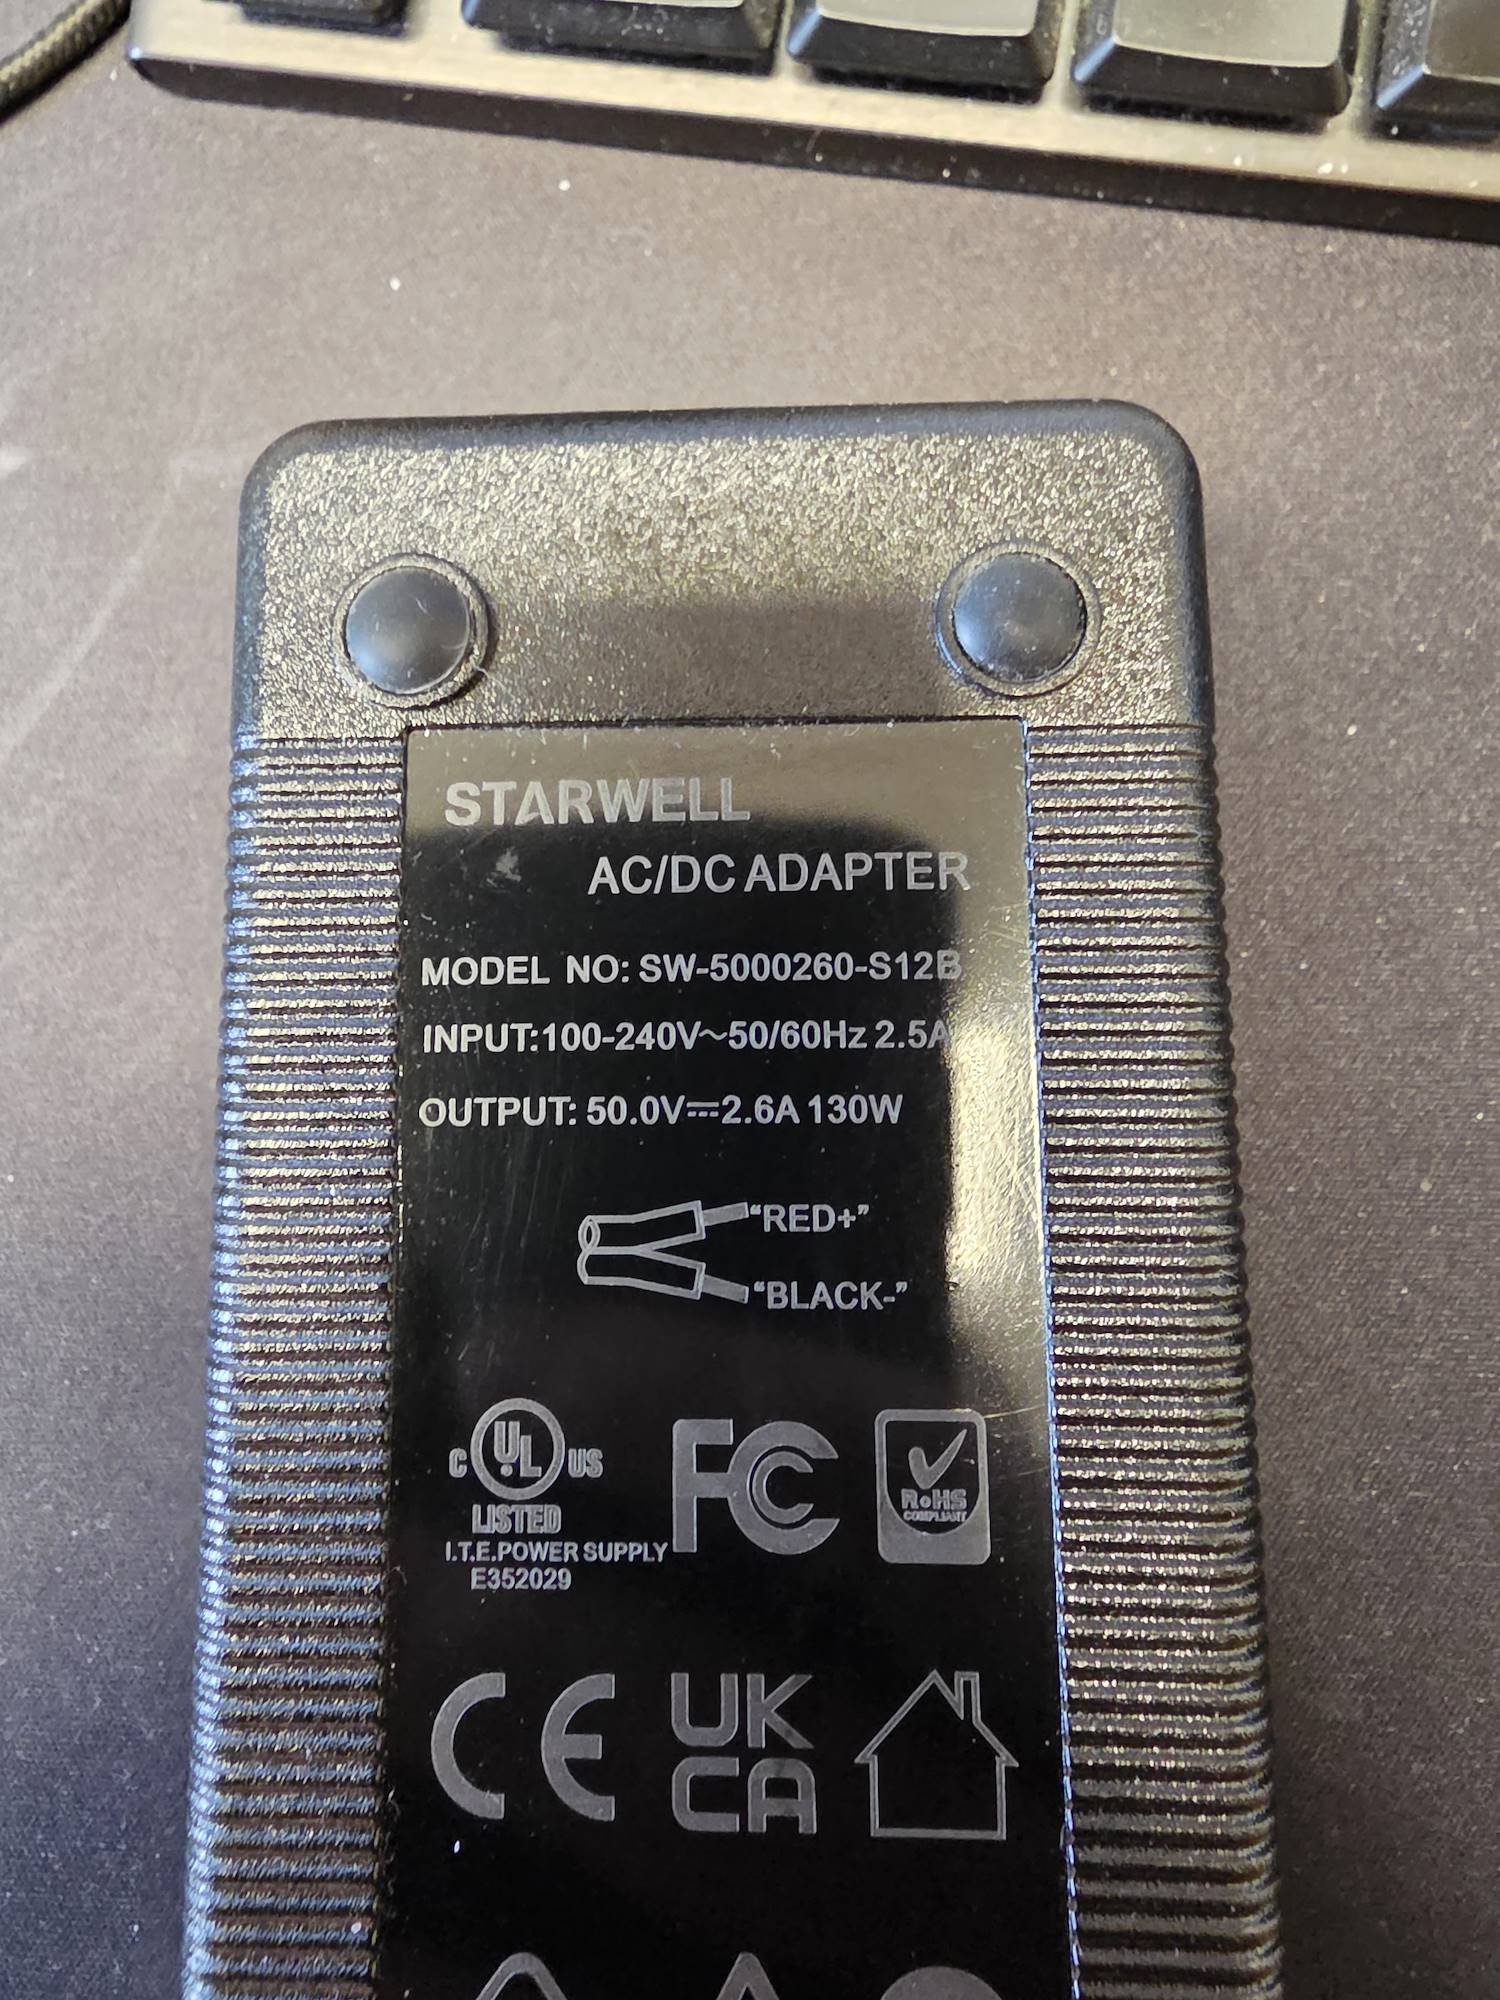 STARWELL
AC/DC ADAPTER
MODEL NO: SW-5000260-S12B
INPUT:100-240V~50/60Hz 2.5A
OUTPUT: 50.0V⎓2.6A 130W
"RED+"
"BLACK-"
C UL US
LISTED
I.T.E.POWER SUPPLY
E352029
FC
RoHS
COMPLIANT
CE
UK
CA